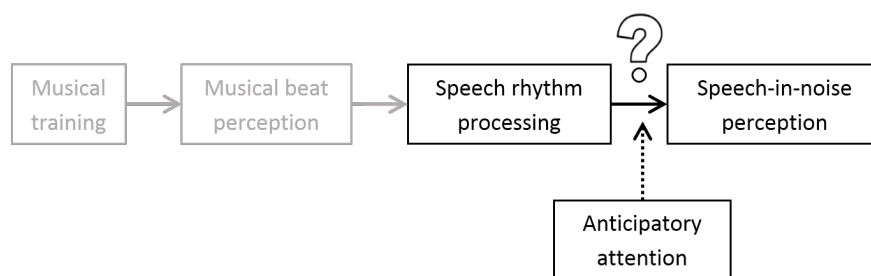 Musical
training
Musical beat
perception
Speech rhythm
processing
?
Speech-in-noise
perception
Anticipatory
attention